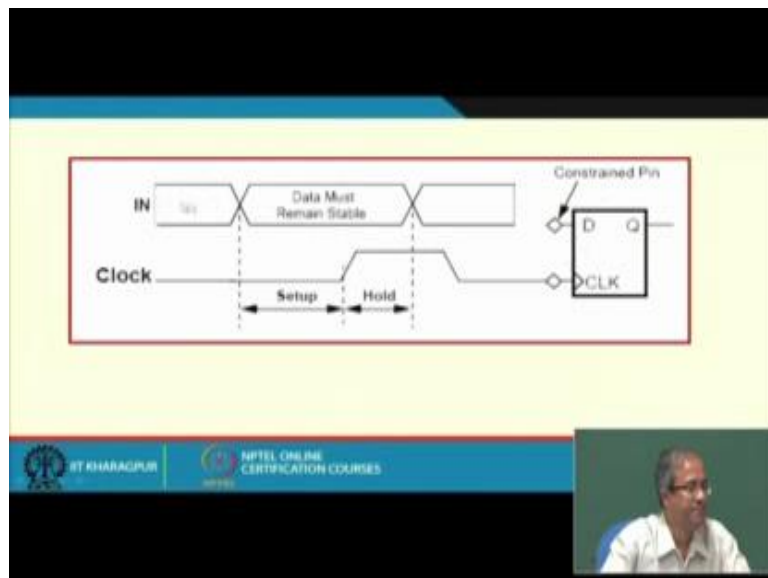 Constrained Pin
IN
Data Must
Remain Stable
D Q
Clock
CLK
Setup
Hold
IIT KHARAGPUR
NPTEL ONLINE
CERTIFICATION COURSES